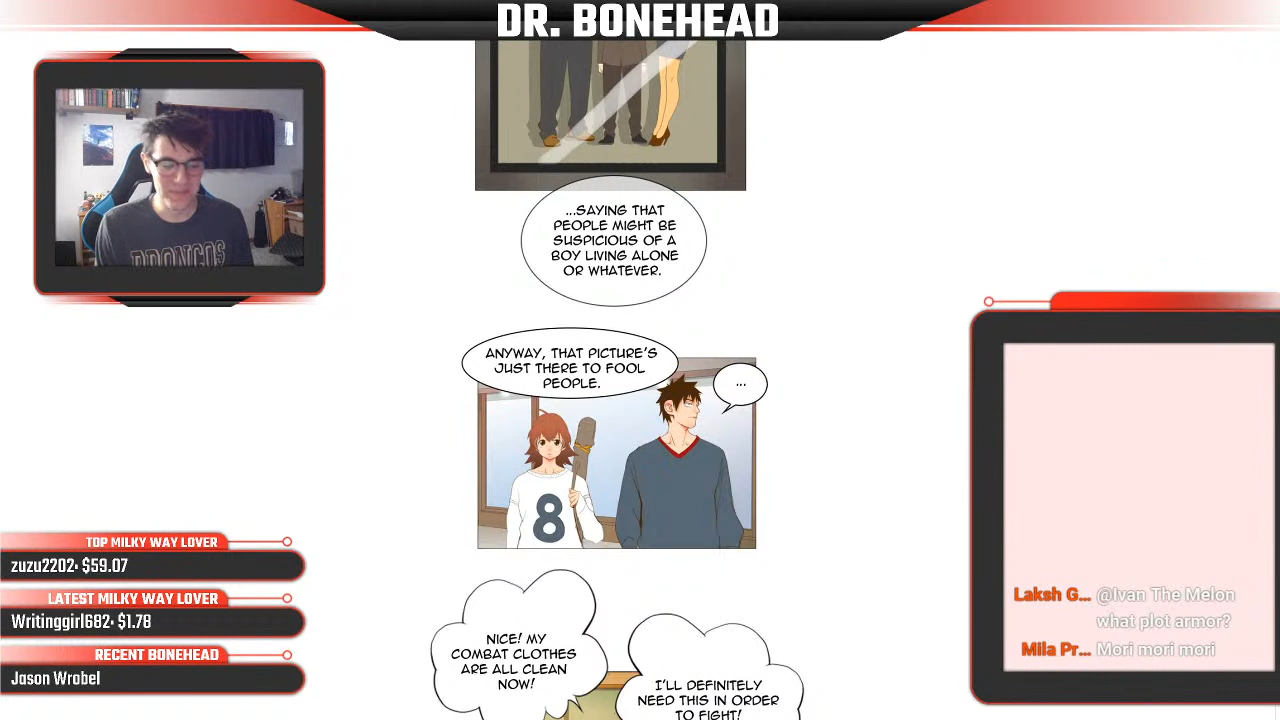 DR. BONEHEAD
BRONCOS
...SAYING THAT
PEOPLE MIGHT BE
SUSPICIOUS OF A
BOY LIVING ALONE
OR WHATEVER.
ANYWAY, THAT PICTURE'S
JUST THERE TO FOOL
PEOPLE.
...
8
NICE! MY
COMBAT CLOTHES
ARE ALL CLEAN
NOW!
I'LL DEFINITELY
NEED THIS IN ORDER
TO FIGHT!
TOP MILKY WAY LOVER
zuzu2202• $59.07
LATEST MILKY WAY LOVER
Writinggirl682• $1.78
RECENT BONEHEAD
Jason Wrobel
Laksh G... @Ivan The Melon
what plot armor?
Mila Pr... Mori mori mori